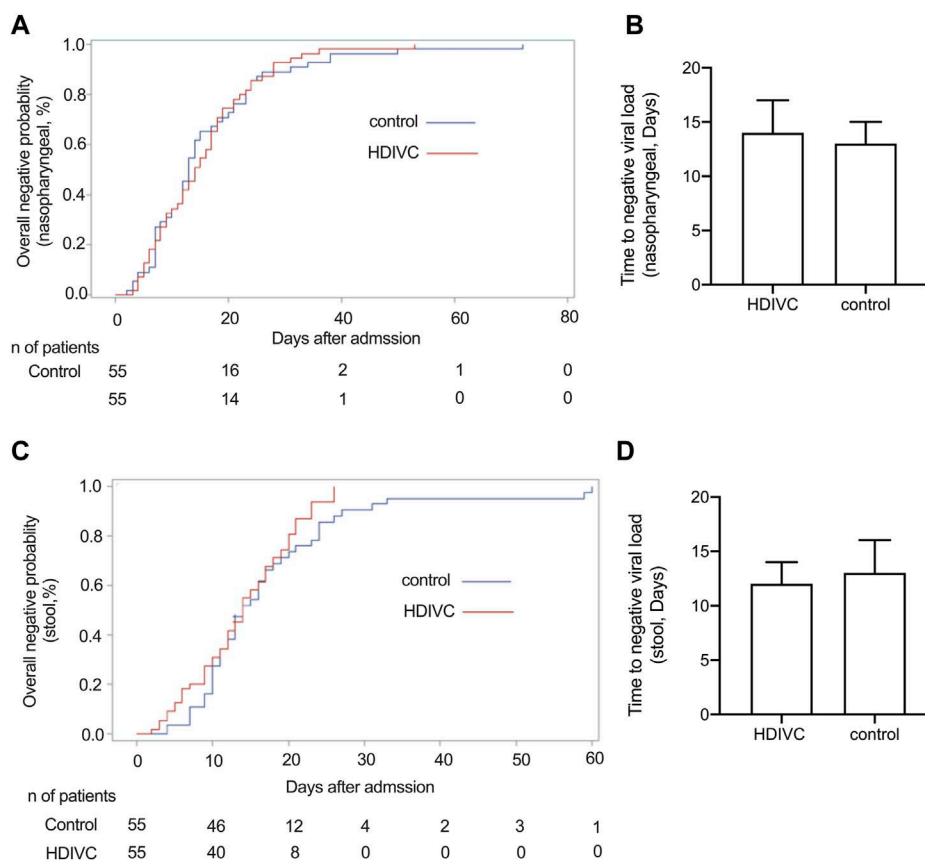 A
Overall negative probablity
(nasopharyngeal, %)
1.0
0.8
0.6
0.4
0.2
0.0
control
HDIVC
0 20 40 60 80
Days after admssion
n of patients
Control 55 16 2 1 0
55 14 1 0 0
B
Time to negative viral load
(nasopharyngeal, Days)
20
15
10
5
0
HDIVC control
C
Overall negative probablity
(stool,%)
1.0
0.8
0.6
0.4
0.2
0.0
control
HDIVC
0 10 20 30 40 50 60
Days after admssion
n of patients
Control 55 46 12 4 2 3 1
HDIVC 55 40 8 0 0 0 0
D
Time to negative viral load
(stool, Days)
20
15
10
5
0
HDIVC control